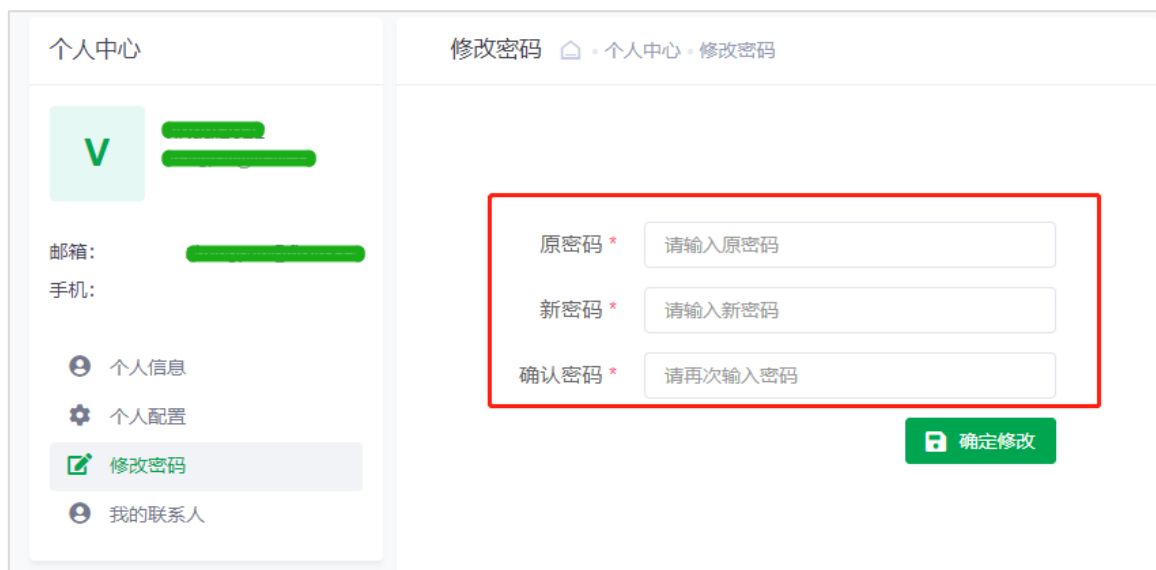 个人中心
V
邮箱：
手机：
个人信息
个人配置
修改密码
我的联系人
修改密码 个人中心 修改密码
原密码 * 请输入原密码
新密码 * 请输入新密码
确认密码 * 请再次输入密码
确定修改